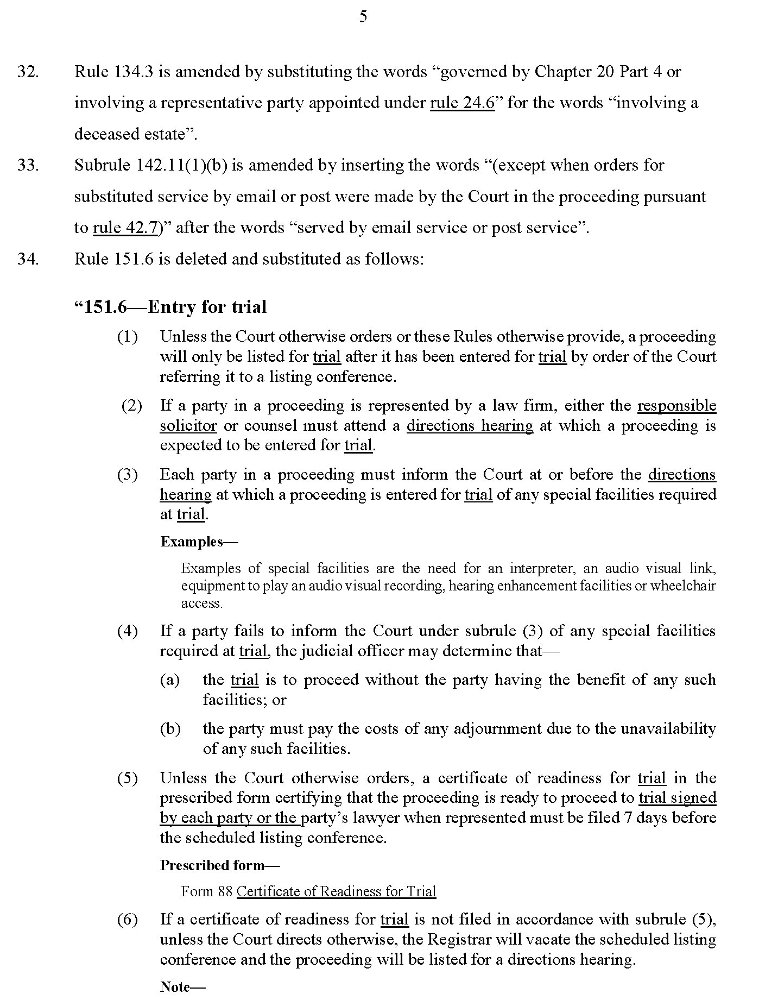 5
32. Rule 134.3 is amended by substituting the words “governed by Chapter 20 Part 4 or
involving a representative party appointed under rule 24.6” for the words “involving a
deceased estate”.
33. Subrule 142.11(1)(b) is amended by inserting the words “(except when orders for
substituted service by email or post were made by the Court in the proceeding pursuant
to rule 42.7)” after the words “served by email service or post service”.
34. Rule 151.6 is deleted and substituted as follows:
“151.6—Entry for trial
(1) Unless the Court otherwise orders or these Rules otherwise provide, a proceeding
will only be listed for trial after it has been entered for trial by order of the Court
referring it to a listing conference.
(2) If a party in a proceeding is represented by a law firm, either the responsible
solicitor or counsel must attend a directions hearing at which a proceeding is
expected to be entered for trial.
(3) Each party in a proceeding must inform the Court at or before the directions
hearing at which a proceeding is entered for trial of any special facilities required
at trial.
Examples—
Examples of special facilities are the need for an interpreter, an audio visual link,
equipment to play an audio visual recording, hearing enhancement facilities or wheelchair
access.
(4) If a party fails to inform the Court under subrule (3) of any special facilities
required at trial, the judicial officer may determine that—
(a) the trial is to proceed without the party having the benefit of any such
facilities; or
(b) the party must pay the costs of any adjournment due to the unavailability
of any such facilities.
(5) Unless the Court otherwise orders, a certificate of readiness for trial in the
prescribed form certifying that the proceeding is ready to proceed to trial signed
by each party or the party’s lawyer when represented must be filed 7 days before
the scheduled listing conference.
Prescribed form—
Form 88 Certificate of Readiness for Trial
(6) If a certificate of readiness for trial is not filed in accordance with subrule (5),
unless the Court directs otherwise, the Registrar will vacate the scheduled listing
conference and the proceeding will be listed for a directions hearing.
Note—